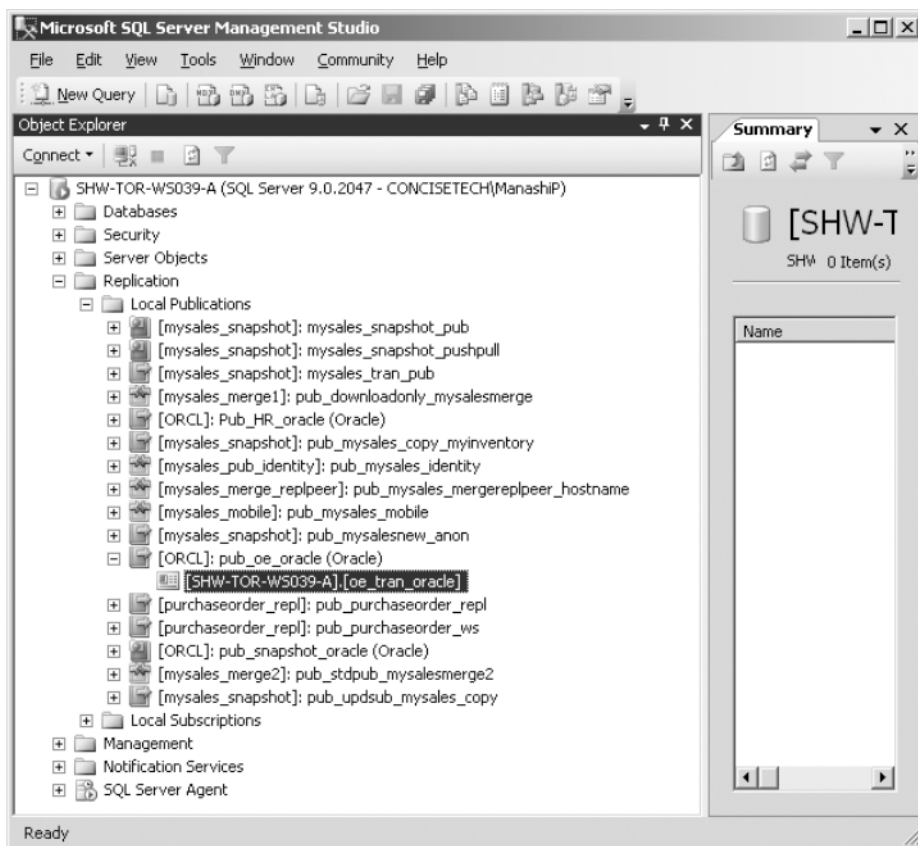 Microsoft SQL Server Management Studio
File Edit View Tools Window Community Help
New Query
Object Explorer
Summary
Connect
SHW-TOR-WS039-A (SQL Server 9.0.2047 - CONCISETECH\ManashiP)
Databases
Security
Server Objects
Replication
Local Publications
[mysales_snapshot]: mysales_snapshot_pub
[mysales_snapshot]: mysales_snapshot_pushpull
[mysales_snapshot]: mysales_tran_pub
[mysales_merge1]: pub_downloadonly_mysalesmerge
[ORCL]: Pub_HR_oracle (Oracle)
[mysales_snapshot]: pub_mysales_copy_myinventory
[mysales_pub_identity]: pub_mysales_identity
[mysales_merge_replpeer]: pub_mysales_mergereplpeer_hostname
[mysales_mobile]: pub_mysales_mobile
[mysales_snapshot]: pub_mysalesnew_anon
[ORCL]: pub_oe_oracle (Oracle)
[SHW-TOR-WS039-A].[oe_tran_oracle]
[purchaseorder_repl]: pub_purchaseorder_repl
[purchaseorder_repl]: pub_purchaseorder_ws
[ORCL]: pub_snapshot_oracle (Oracle)
[mysales_merge2]: pub_stdpub_mysalesmerge2
[mysales_snapshot]: pub_updsub_mysales_copy
Local Subscriptions
Management
Notification Services
SQL Server Agent
[SHW-T
SHW 0 Item(s)
Name
Ready